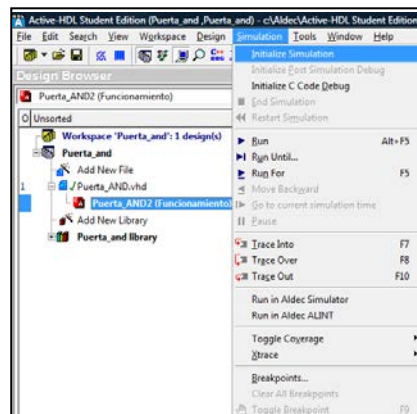 Active-HDL Student Edition (Puerta_and ,Puerta_and) - c:\Aldec\Active-HDL Student Edition
File Edit Search View Workspace Design Simulation Tools Window Help
Design Browser
Puerta_AND2 (Funcionamiento)
Unsorted
Workspace 'Puerta_and': 1 design(s)
Puerta_and
Add New File
1 Puerta_AND.vhd
Puerta_AND2 (Funcionamiento)
Add New Library
Puerta_and library
Initialize Simulation
Initialize Post Simulation Debug
Initialize C Code Debug
End Simulation
Restart Simulation
Run Alt+F5
Run Until...
Run For F5
Move Backward
Go to current simulation time
Pause
Trace Into F7
Trace Over F8
Trace Out F10
Run in Aldec Simulator
Run in Aldec ALINT
Toggle Coverage
Xtrace
Breakpoints...
Clear All Breakpoints
Toggle Breakpoint F9